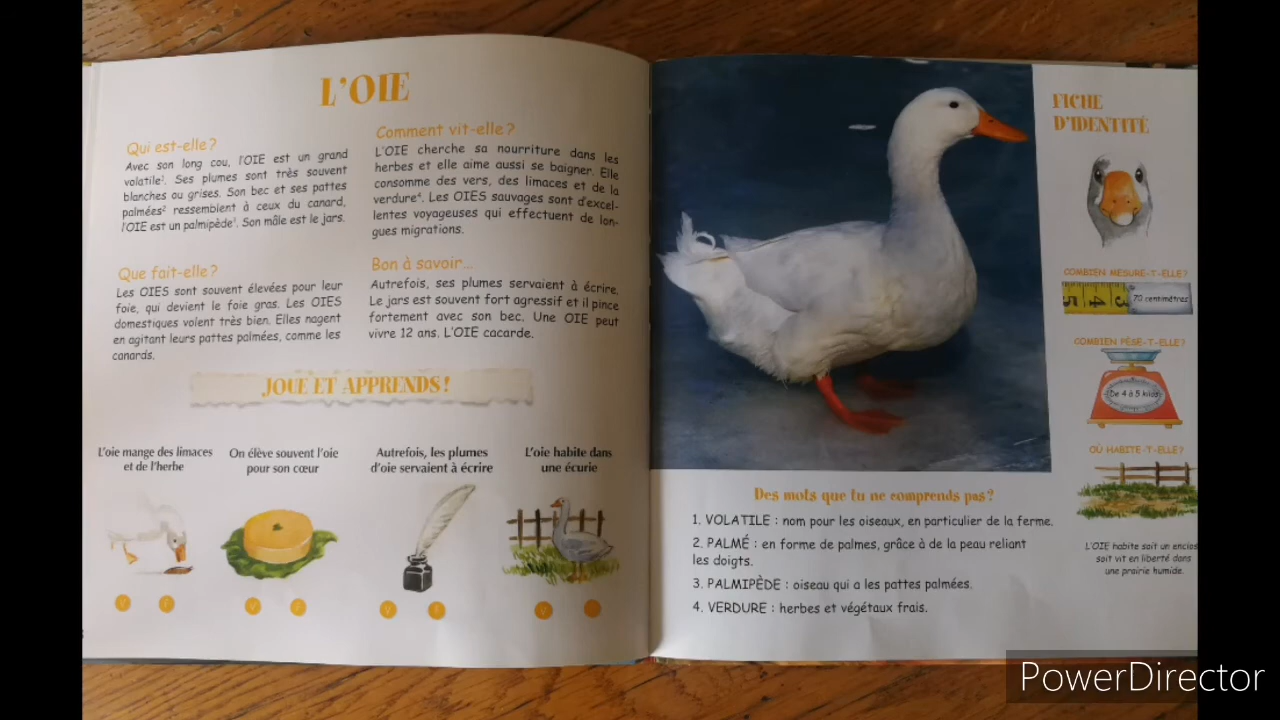 L'OIE
Qui est-elle?
Avec son long cou, l'OIE est un grand
volatile¹. Ses plumes sont très souvent
blanches ou grises. Son bec et ses pattes
palmées² ressemblent à ceux du canard,
l'OIE est un palmipède³. Son mâle est le jars.
Que fait-elle?
Les OIES sont souvent élevées pour leur
foie, qui devient le foie gras. Les OIES
domestiques volent très bien. Elles nagent
en agitant leurs pattes palmées, comme les
canards.
Comment vit-elle?
L'OIE cherche sa nourriture dans les
herbes et elle aime aussi se baigner. Elle
consomme des vers, des limaces et de la
verdure⁴. Les OIES sauvages sont d'excel-
lentes voyageuses qui effectuent de lon-
gues migrations.
Bon à savoir...
Autrefois, ses plumes servaient à écrire.
Le jars est souvent fort agressif et il pince
fortement avec son bec. Une OIE peut
vivre 12 ans. L'OIE cacarde.
JOUE ET APPRENDS!
L'oie mange des limaces
et de l'herbe
V F
On élève souvent l'oie
pour son cœur
V F
Autrefois, les plumes
d'oie servaient à écrire
V F
L'oie habite dans
une écurie
V
Des mots que tu ne comprends pas?
1. VOLATILE : nom pour les oiseaux, en particulier de la ferme.
2. PALMÉ : en forme de palmes, grâce à de la peau reliant
les doigts.
3. PALMIPÈDE : oiseau qui a les pattes palmées.
4. VERDURE : herbes et végétaux frais.
FICHE
D'IDENTITÉ
COMBIEN MESURE-T-ELLE?
5 4 3
70 centimètres
COMBIEN PÈSE-T-ELLE?
De 4 à 5 kilos
OÙ HABITE-T-ELLE?
L'OIE habite soit un enclos
soit vit en liberté dans
une prairie humide.
PowerDirector